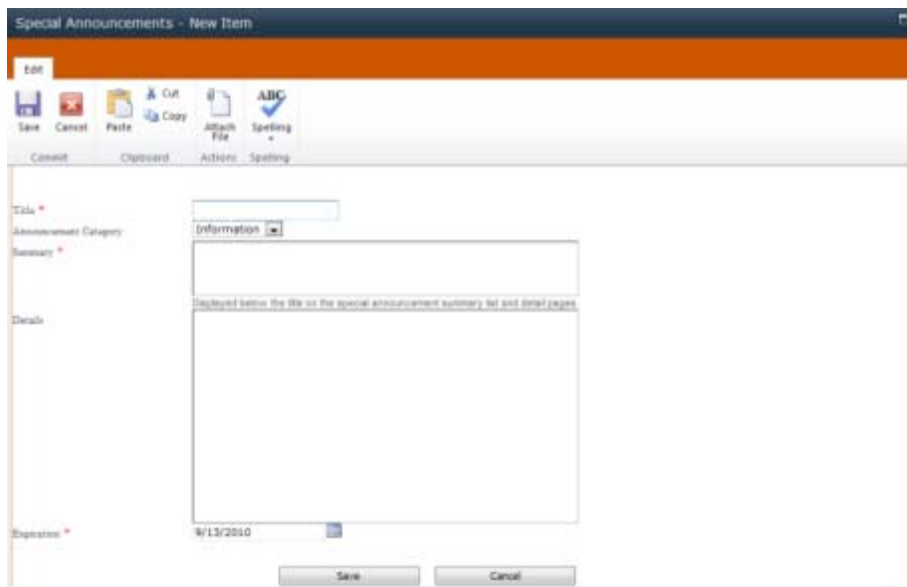 Special Announcements - New Item
Edit
Save
Cancel
Paste
Cut
Copy
Attach File
ABC
Spelling
Commit
Clipboard
Actions
Spelling
Title *
Announcement Category
Information
Summary *
Displayed below the title on the special announcement summary list and detail pages.
Details
Expiration *
9/13/2010
Save
Cancel